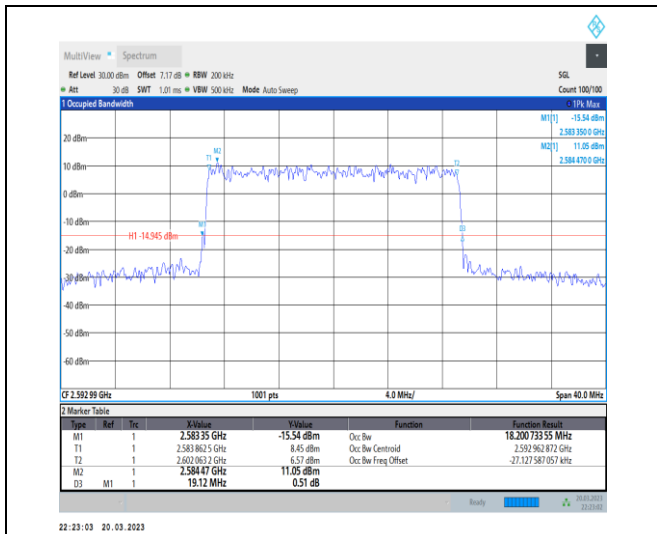 MultiView Spectrum
Ref Level 30.00 dBm Offset 7.17 dB RBW 200 kHz SGL
Att 30 dB SWT 1.01 ms VBW 500 kHz Mode Auto Sweep Count 100/100
1 Occupied Bandwidth 1Pk Max
M1[1] -15.54 dBm
2.583 350 0 GHz
M2[1] 11.05 dBm
2.584 470 0 GHz
20 dBm
M2
T1 T2
10 dBm
0 dBm
-10 dBm
M1
D3
H1 -14.945 dBm
-20 dBm
-30 dBm
-40 dBm
-50 dBm
-60 dBm
CF 2.592 99 GHz 1001 pts 4.0 MHz/ Span 40.0 MHz
2 Marker Table
Type Ref Trc X-Value Y-Value Function Function Result
M1 1 2.583 35 GHz -15.54 dBm Occ Bw 18.200 733 55 MHz
T1 1 2.583 862 5 GHz 8.45 dBm Occ Bw Centroid 2.592 962 872 GHz
T2 1 2.602 063 2 GHz 6.57 dBm Occ Bw Freq Offset -27.127 587 057 kHz
M2 1 2.584 47 GHz 11.05 dBm
D3 M1 1 19.12 MHz 0.51 dB
Ready 20.03.2023
22:23:02
22:23:03 20.03.2023